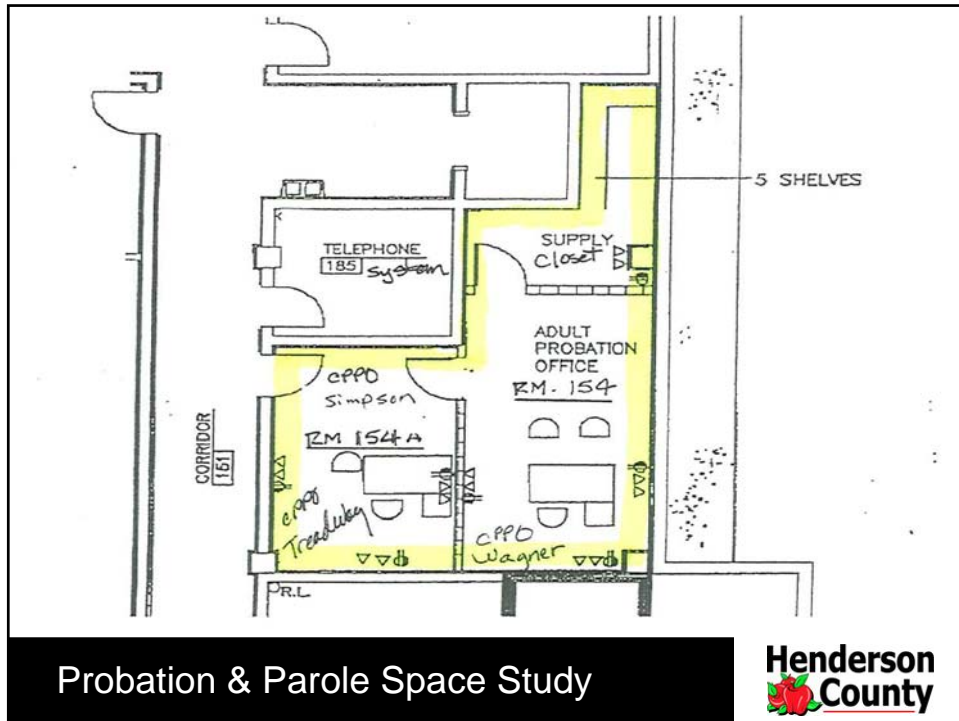 5 SHELVES
TELEPHONE
185 System
SUPPLY
Closet
ADULT
PROBATION
OFFICE
RM. 154
CPPO
Simpson
RM 154 A
CORRIDOR
151
CPPO
Treadway
CPPO
Wagner
R.L
Probation & Parole Space Study
Henderson
County